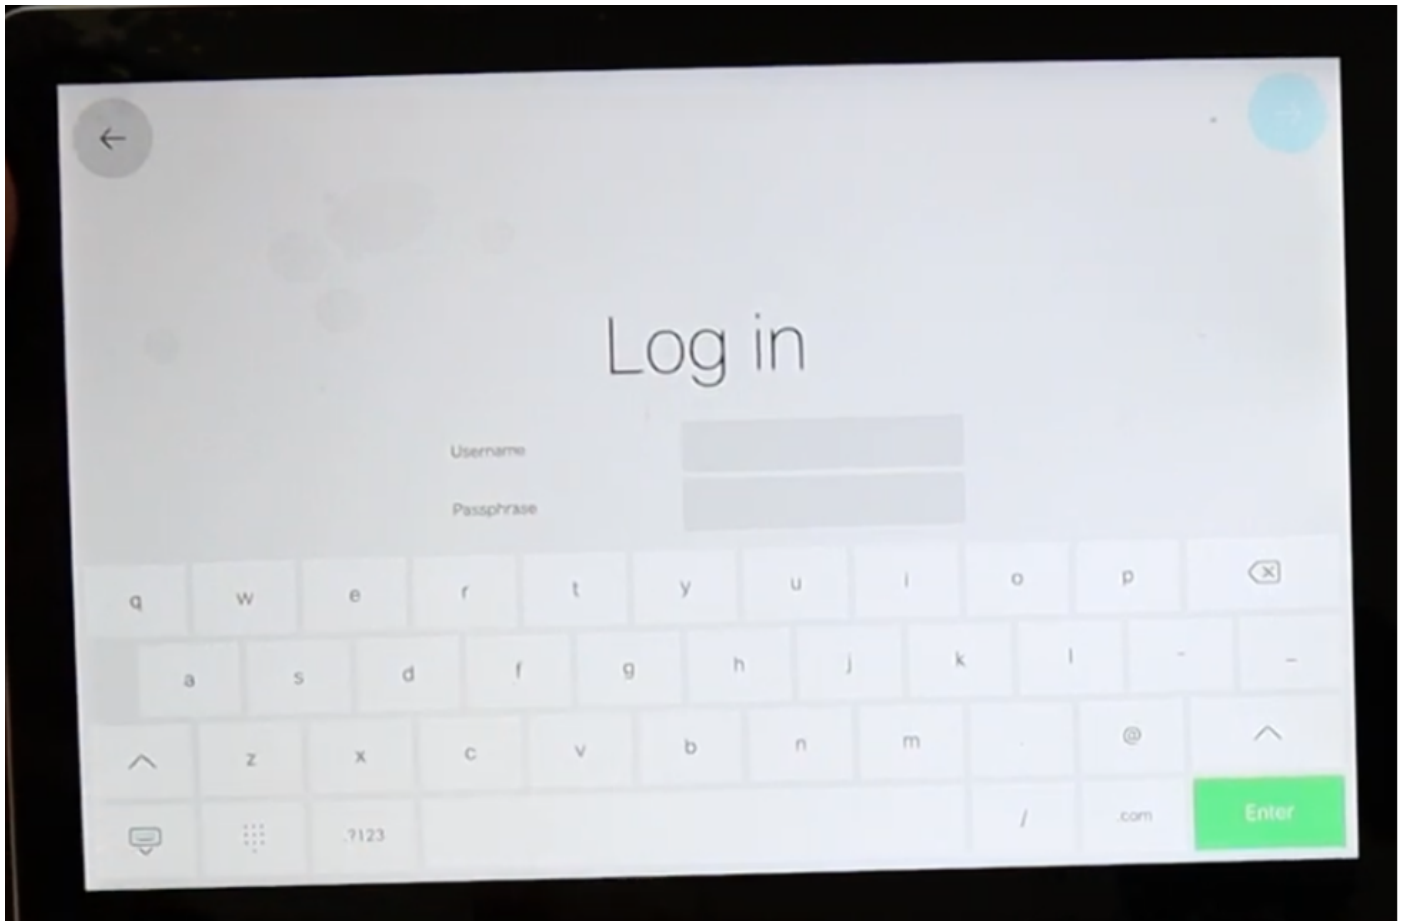 Log in
Username
Passphrase
q w e r t y u i o p
a s d f g h j k l - _
z x c v b n m . @
.?123 / .com Enter